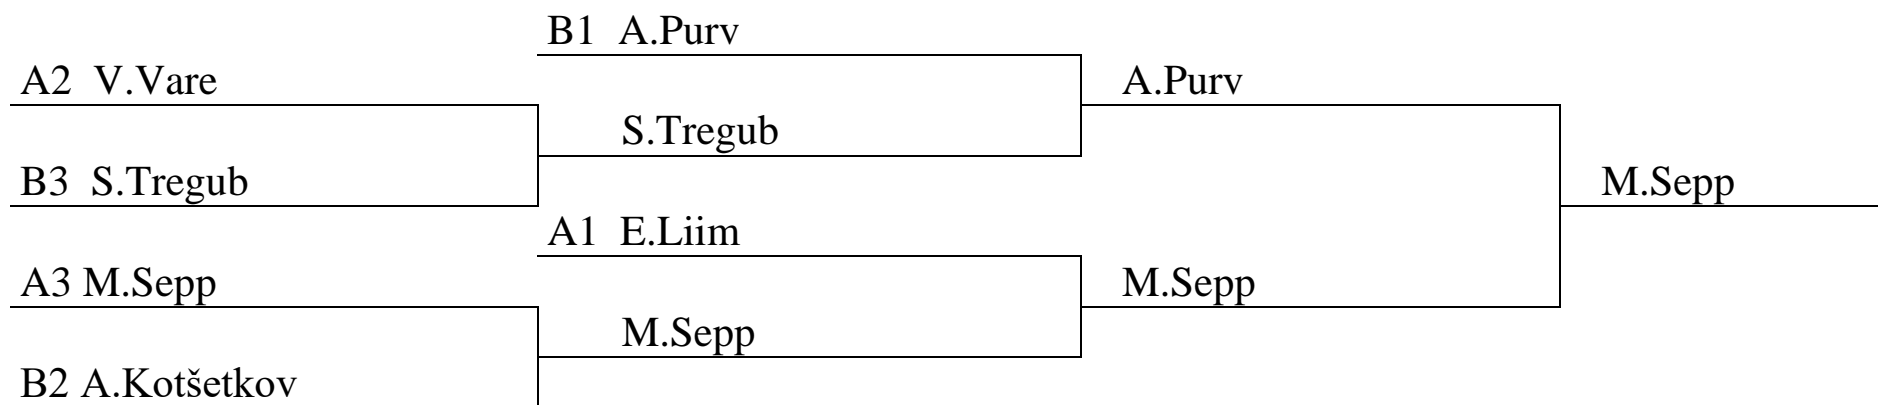 B1 A.Purv
A2 V.Vare
A.Purv
S.Tregub
B3 S.Tregub
M.Sepp
A1 E.Liim
A3 M.Sepp
M.Sepp
M.Sepp
B2 A.Kotšetkov